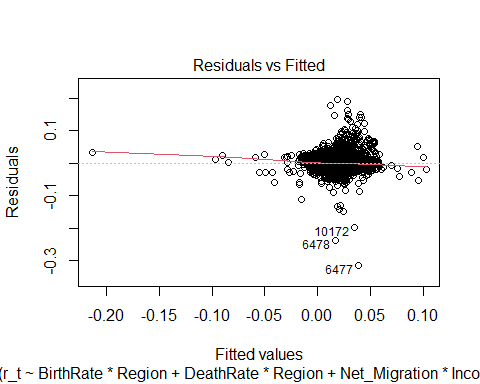 Residuals vs Fitted
Residuals
0.1
-0.1
-0.3
10172
6478
6477
-0.20 -0.15 -0.10 -0.05 0.00 0.05 0.10
Fitted values
(r_t ~ BirthRate * Region + DeathRate * Region + Net_Migration * Inco